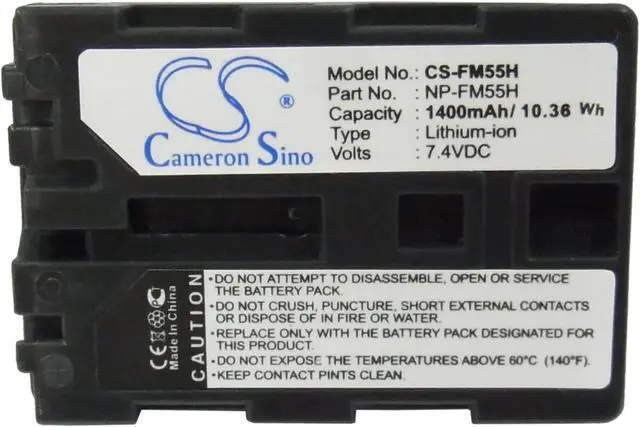 CS
®
Cameron Sino
Model No.: CS-FM55H
Part No. : NP-FM55H
Capacity : 1400mAh/ 10.36 Wh
Type : Lithium-ion
Volts : 7.4VDC
CE
Made In China
CAUTION
•DO NOT ATTEMPT TO DISASSEMBLE, OPEN OR SERVICE
THE BATTERY PACK.
•DO NOT CRUSH, PUNCTURE, SHORT EXTERNAL CONTACTS
OR DISPOSE OF IN FIRE OR WATER.
•REPLACE ONLY WITH THE BATTERY PACK DESIGNATED
FOR THIS EQUIPMENT.
•DO NOT EXPOSE THE TEMPERATURES ABOVE 60°C (140°F).
•KEEP CONTACT PINS CLEAN.